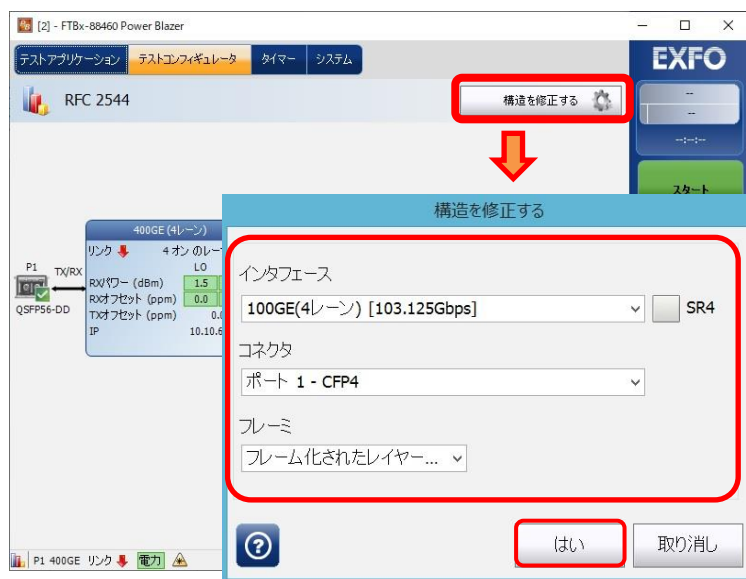 [2] - FTBx-88460 Power Blazer
テストアプリケーション テストコンフィギュレータ タイマー システム
EXFO
RFC 2544
構造を修正する
--
--
--:--:--
スタート
構造を修正する
400GE (4レーン)
リンク 4 オン のレー
L0
P1 TX/RX
RXパワー (dBm) 1.5
RXオフセット (ppm) 0.0
QSFP56-DD
TXオフセット (ppm) 0.0
IP 10.10.6
インタフェース
100GE(4レーン) [103.125Gbps] SR4
コネクタ
ポート 1 - CFP4
フレーミ
フレーム化されたレイヤー...
? はい 取り消し
P1 400GE リンク 電力